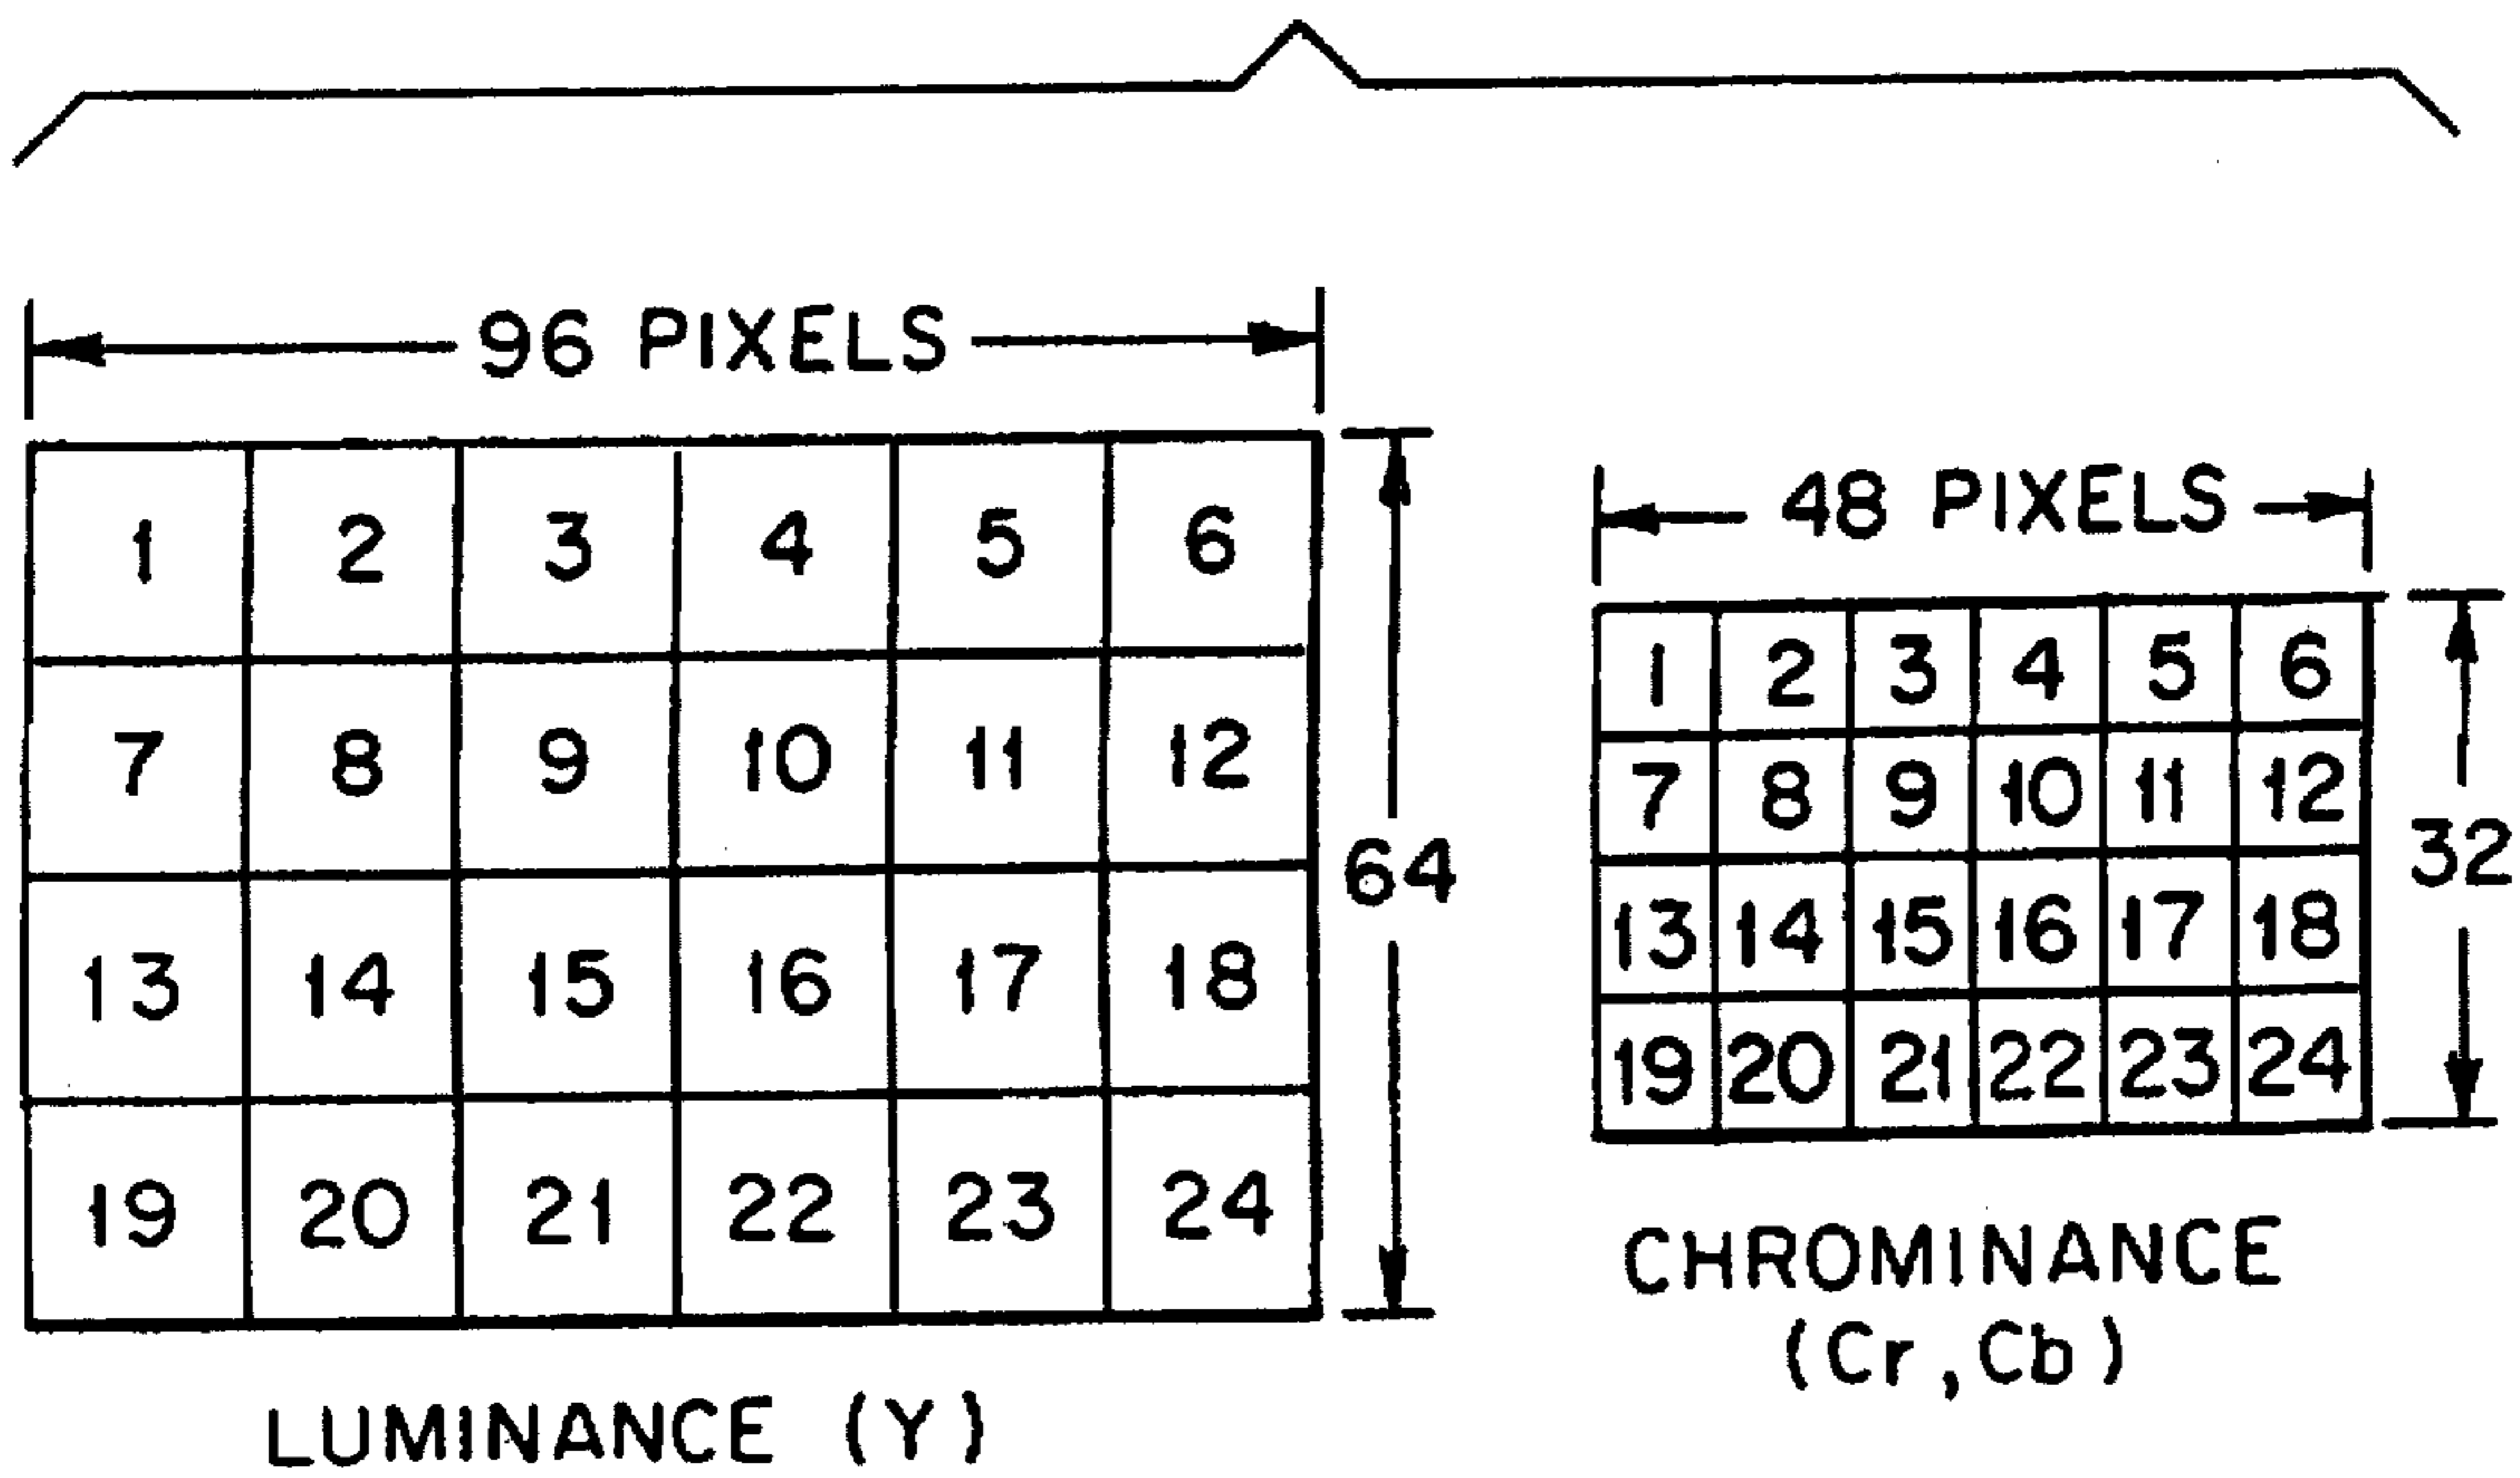 96 PIXELS
1 2 3 4 5 6
7 8 9 10 11 12
13 14 15 16 17 18
19 20 21 22 23 24
64
LUMINANCE (Y)
48 PIXELS
1 2 3 4 5 6
7 8 9 10 11 12
13 14 15 16 17 18
19 20 21 22 23 24
32
CHROMINANCE
(Cr,Cb)